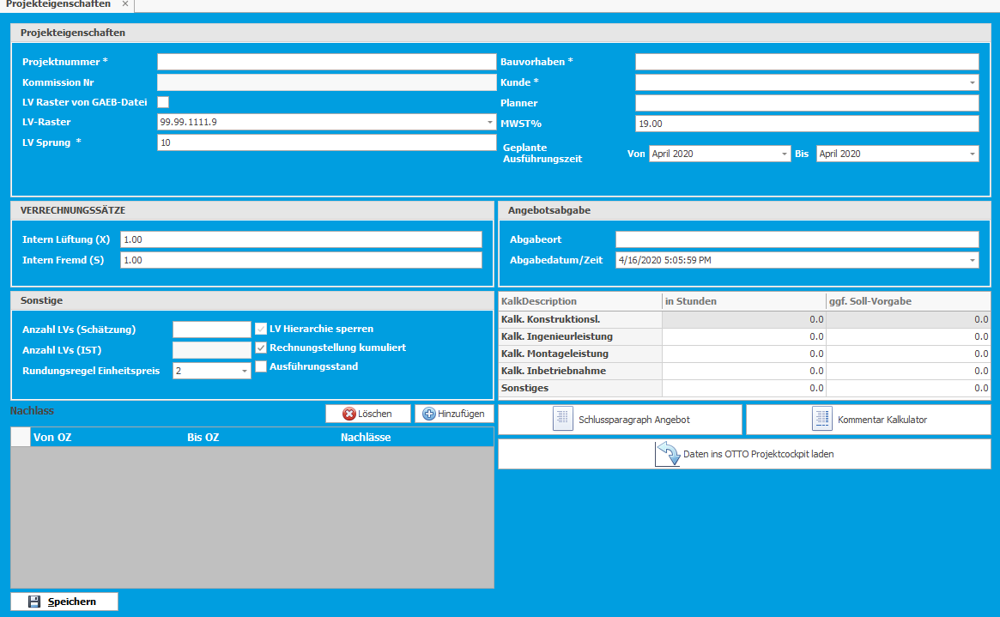 Projekteigenschaften ×
Projekteigenschaften
Projektnummer *
Bauvorhaben *
Kommission Nr
Kunde *
LV Raster von GAEB-Datei
Planner
LV-Raster 99.99.1111.9
MWST% 19.00
LV Sprung * 10
Geplante
Ausführungszeit
Von April 2020 Bis April 2020
VERRECHNUNGSSÄTZE
Intern Lüftung (X) 1.00
Intern Fremd (S) 1.00
Angebotsabgabe
Abgabeort
Abgabedatum/Zeit 4/16/2020 5:05:59 PM
Sonstige
Anzahl LVs (Schätzung)
LV Hierarchie sperren
Anzahl LVs (IST)
Rechnungstellung kumuliert
Rundungsregel Einheitspreis 2
Ausführungsstand
KalkDescription in Stunden ggf. Soll-Vorgabe
Kalk. Konstruktionsl. 0.0 0.0
Kalk. Ingenieurleistung 0.0 0.0
Kalk. Montageleistung 0.0 0.0
Kalk. Inbetriebnahme 0.0 0.0
Sonstiges 0.0 0.0
Nachlass
Löschen Hinzufügen
Von OZ Bis OZ Nachlässe
Schlussparagraph Angebot
Kommentar Kalkulator
Daten ins OTTO Projektcockpit laden
Speichern